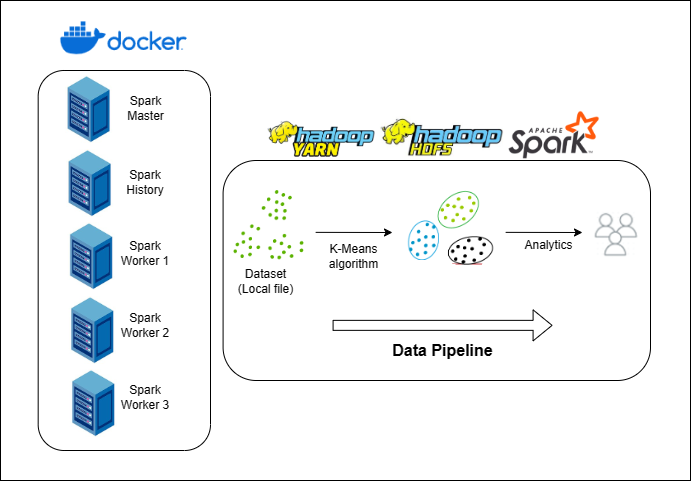 docker
Spark
Master
Spark
History
Spark
Worker 1
Spark
Worker 2
Spark
Worker 3
hadoop
YARN
hadoop
HDFS
APACHE
Spark™
Dataset
(Local file)
K-Means
algorithm
Analytics
Data Pipeline